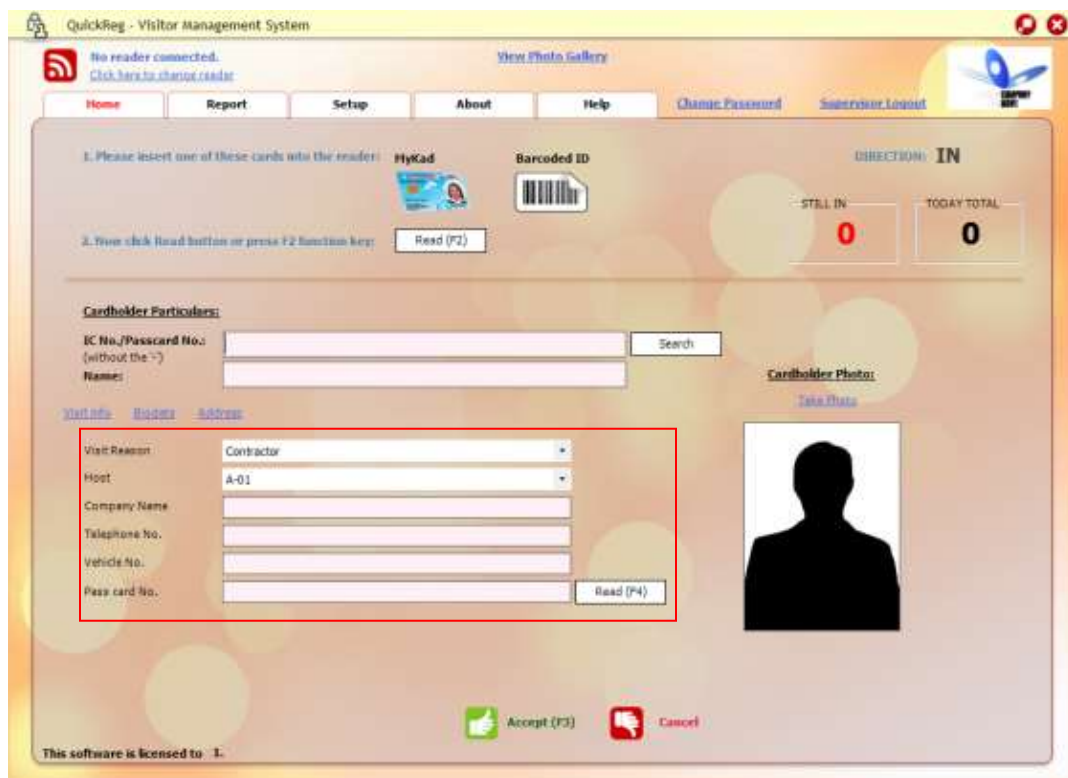 QuickReg - Visitor Management System
No reader connected.
View Photo Gallery
Click here to change reader
COMPANY
Home Report Setup About Help Change Password Supervisor Logout
1. Please insert one of these cards into the reader: MyKad Barcoded ID DIRECTION: IN
STILL IN TODAY TOTAL
0 0
2. Now click Read button or press F2 function key: Read (F2)
Cardholder Particulars:
IC No./Passcard No.: Search
(without the '-')
Name:
Cardholder Photo:
Take Photo
Visit Info Biodata Address
Visit Reason Contractor
Host A-01
Company Name
Telephone No.
Vehicle No.
Pass card No. Read (F4)
Accept (F3) Cancel
This software is licensed to 1.